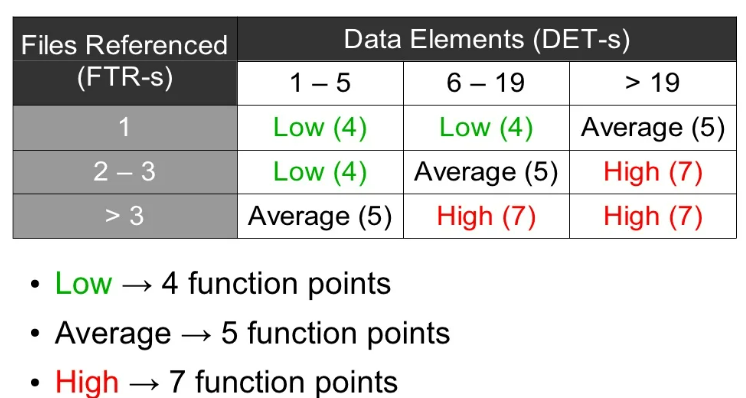 Files Referenced
(FTR-s)
Data Elements (DET-s)
1 – 5
6 – 19
> 19
1
Low (4)
Low (4)
Average (5)
2 – 3
Low (4)
Average (5)
High (7)
> 3
Average (5)
High (7)
High (7)
• Low → 4 function points
• Average → 5 function points
• High → 7 function points